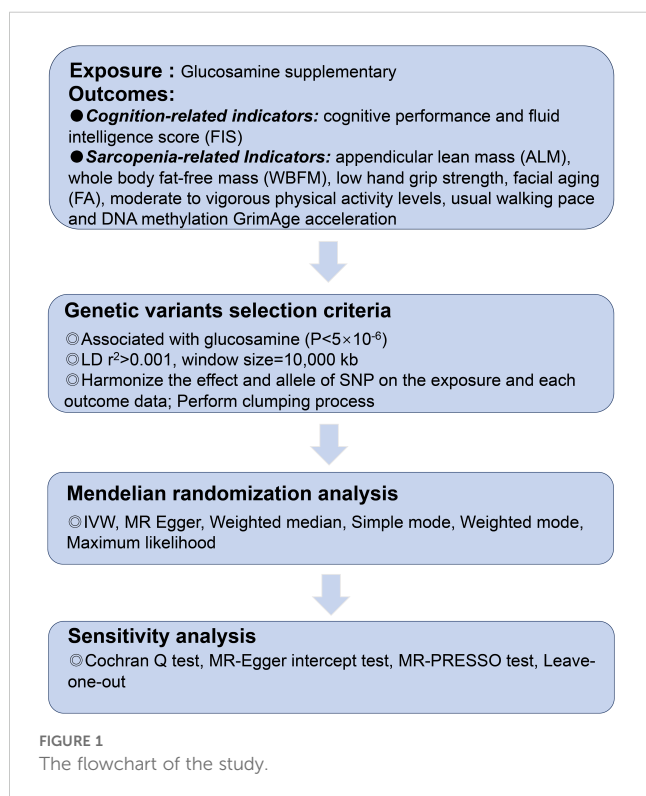 Exposure : Glucosamine supplementary
Outcomes:
●Cognition-related indicators: cognitive performance and fluid
intelligence score (FIS)
●Sarcopenia-related Indicators: appendicular lean mass (ALM),
whole body fat-free mass (WBFM), low hand grip strength, facial aging
(FA), moderate to vigorous physical activity levels, usual walking pace
and DNA methylation GrimAge acceleration
Genetic variants selection criteria
◎Associated with glucosamine (P<5×10⁻⁶)
◎LD r²>0.001, window size=10,000 kb
◎Harmonize the effect and allele of SNP on the exposure and each
outcome data; Perform clumping process
Mendelian randomization analysis
◎IVW, MR Egger, Weighted median, Simple mode, Weighted mode,
Maximum likelihood
Sensitivity analysis
◎Cochran Q test, MR-Egger intercept test, MR-PRESSO test, Leave-
one-out
FIGURE 1
The flowchart of the study.